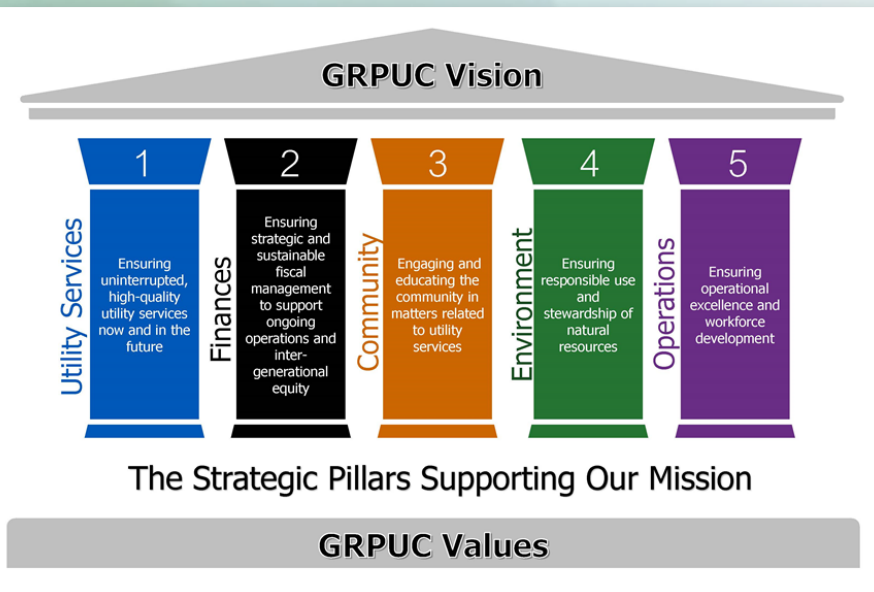 GRPUC Vision
1
Utility Services
Ensuring
uninterrupted,
high-quality
utility services
now and in the
future
2
Finances
Ensuring
strategic and
sustainable
fiscal
management
to support
ongoing
operations and
inter-
generational
equity
3
Community
Engaging and
educating the
community in
matters related
to utility
services
4
Environment
Ensuring
responsible use
and
stewardship of
natural
resources
5
Operations
Ensuring
operational
excellence and
workforce
development
The Strategic Pillars Supporting Our Mission
GRPUC Values